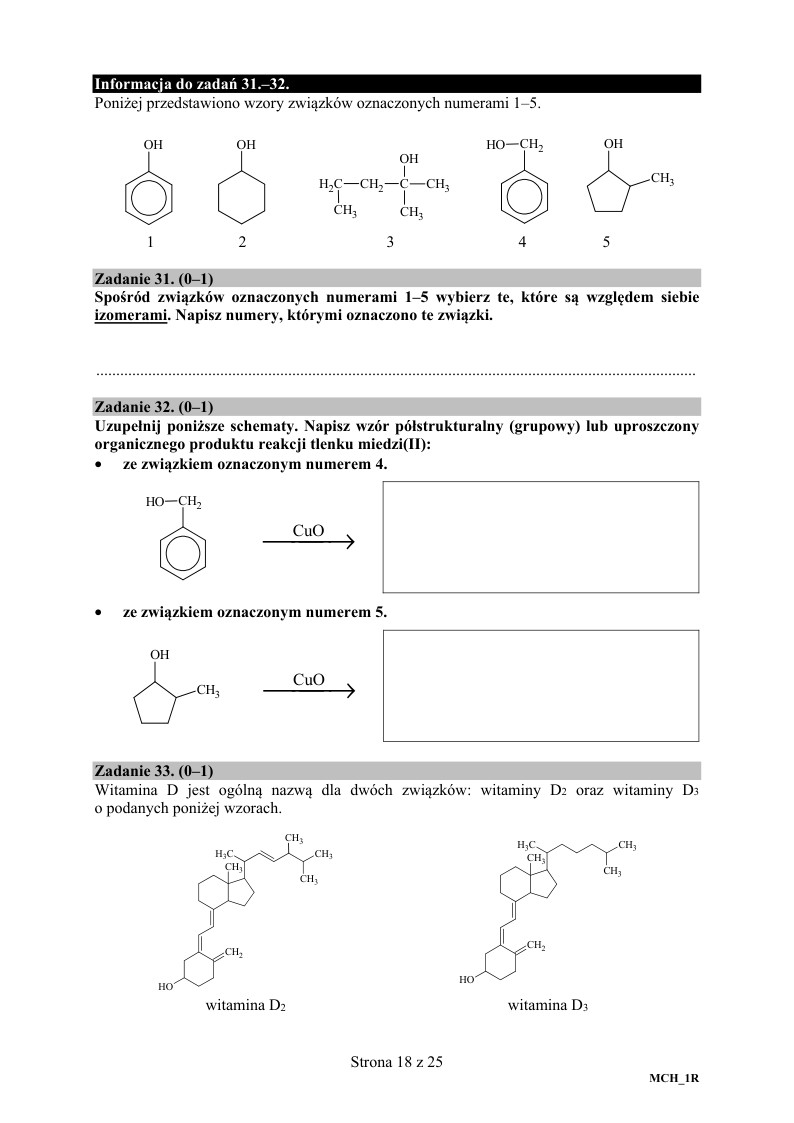 Informacja do zadań 31.–32.
Poniżej przedstawiono wzory związków oznaczonych numerami 1–5.
OH
OH
OH
H2C—CH2—C—CH3
CH3
CH3
HO—CH2
OH
CH3
1
2
3
4
5
Zadanie 31. (0–1)
Spośród związków oznaczonych numerami 1–5 wybierz te, które są względem siebie
izomerami. Napisz numery, którymi oznaczono te związki.
......................................................................................................................................................
Zadanie 32. (0–1)
Uzupełnij poniższe schematy. Napisz wzór półstrukturalny (grupowy) lub uproszczony
organicznego produktu reakcji tlenku miedzi(II):
• ze związkiem oznaczonym numerem 4.
HO—CH2
CuO
• ze związkiem oznaczonym numerem 5.
OH
CH3
CuO
Zadanie 33. (0–1)
Witamina D jest ogólną nazwą dla dwóch związków: witaminy D2 oraz witaminy D3
o podanych poniżej wzorach.
CH3
H3C
CH3
CH3
CH3
CH2
HO
witamina D2
H3C
CH3
CH3
CH3
CH2
HO
witamina D3
Strona 18 z 25
MCH_1R